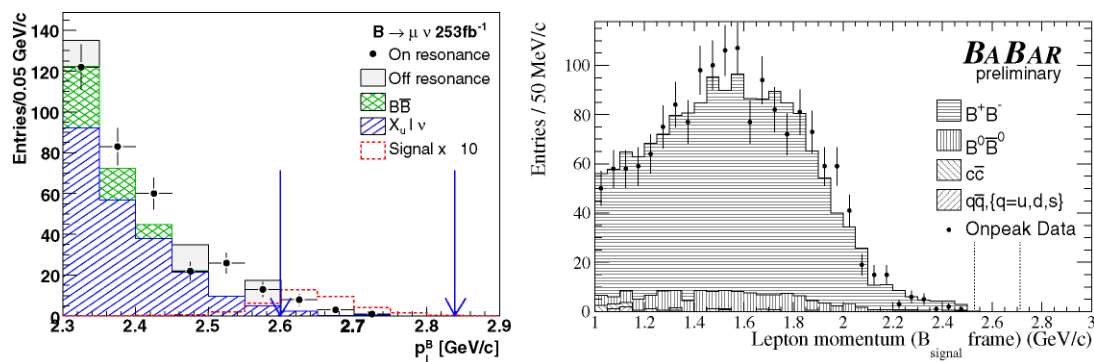 B → μ ν 253fb⁻¹
On resonance
Off resonance
BB̅
X_u l ν
Signal x 10
Entries/0.05 GeV/c
140
120
100
80
60
40
20
0
2.3 2.4 2.5 2.6 2.7 2.8 2.9
p_l^B [GeV/c]
BABAR
preliminary
B⁺B⁻
B⁰B̅⁰
cc̅
qq̅,{q=u,d,s}
Onpeak Data
Entries / 50 MeV/c
100
80
60
40
20
0
1 1.2 1.4 1.6 1.8 2 2.2 2.4 2.6 2.8 3
Lepton momentum (B_signal frame) (GeV/c)